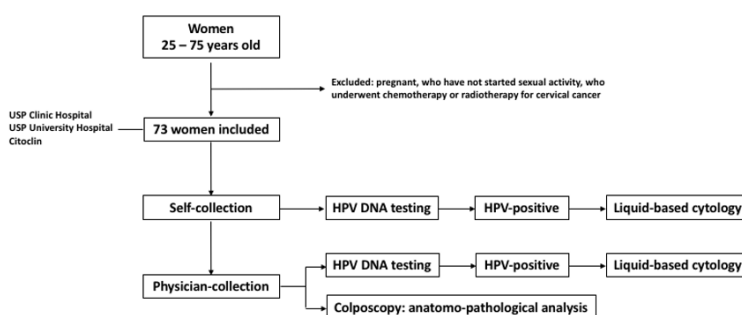 Women
25 – 75 years old
Excluded: pregnant, who have not started sexual activity, who
underwent chemotherapy or radiotherapy for cervical cancer
USP Clinic Hospital
USP University Hospital
Citoclin
73 women included
Self-collection
HPV DNA testing
HPV-positive
Liquid-based cytology
HPV DNA testing
HPV-positive
Liquid-based cytology
Physician-collection
Colposcopy: anatomo-pathological analysis